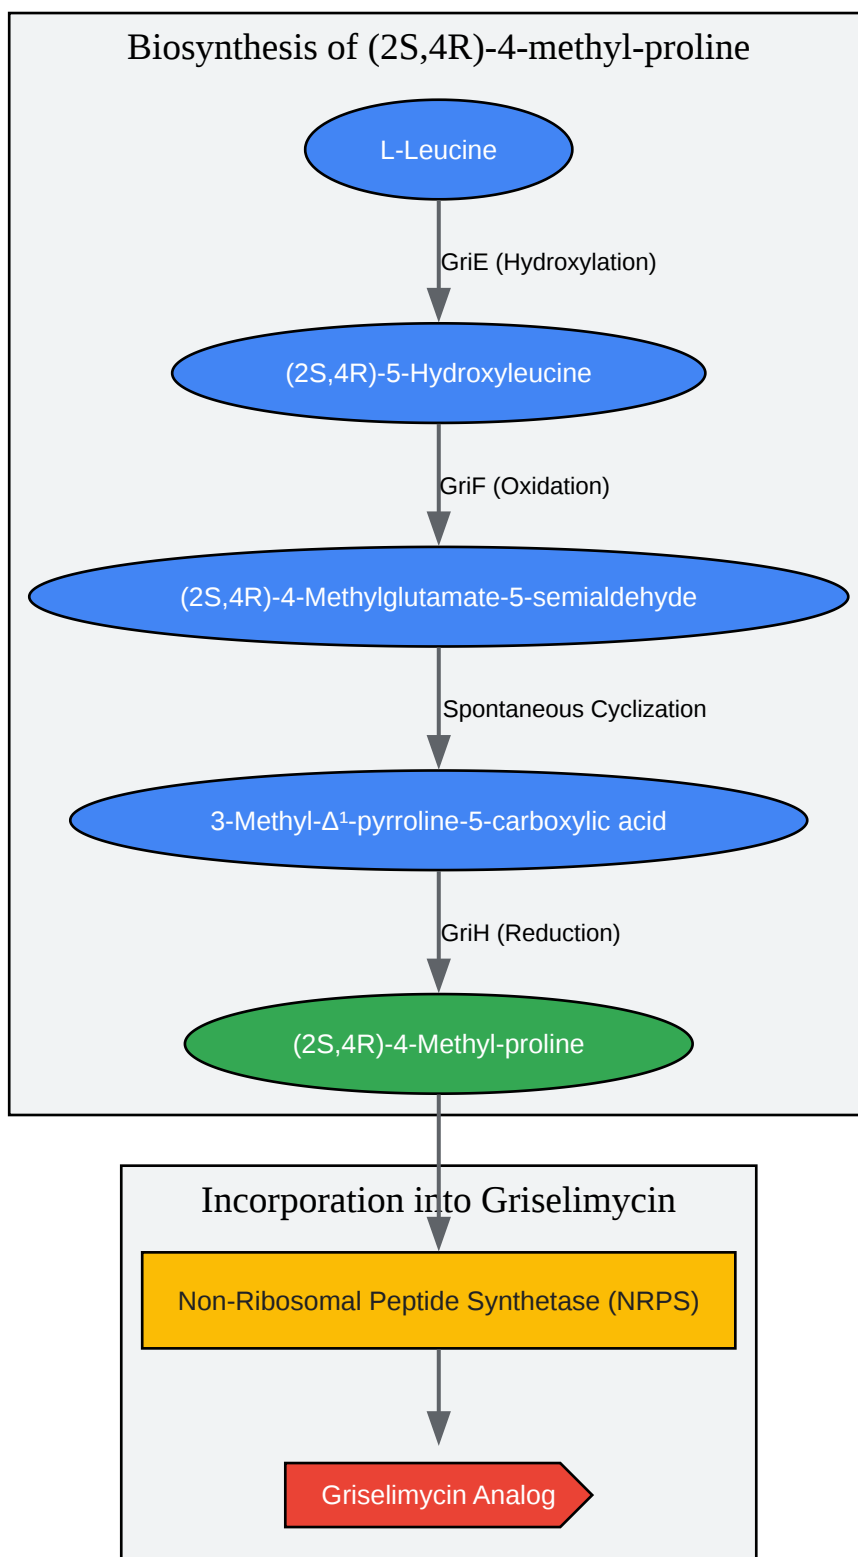 Biosynthesis of (2S,4R)-4-methyl-proline
L-Leucine
GriE (Hydroxylation)
(2S,4R)-5-Hydroxyleucine
GriF (Oxidation)
(2S,4R)-4-Methylglutamate-5-semialdehyde
Spontaneous Cyclization
3-Methyl-Δ¹-pyrroline-5-carboxylic acid
GriH (Reduction)
(2S,4R)-4-Methyl-proline
Incorporation into Griselimycin
Non-Ribosomal Peptide Synthetase (NRPS)
Griselimycin Analog